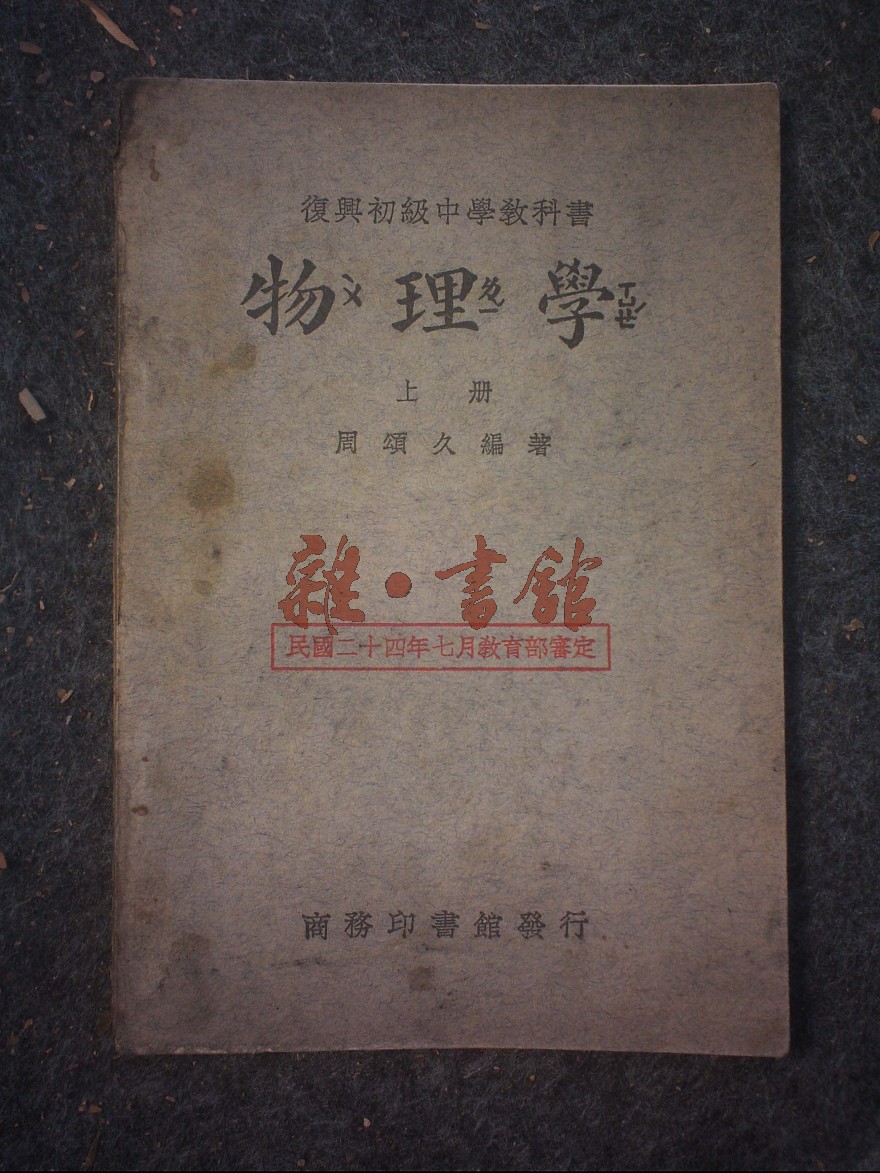 復興初級中學教科書
物ㄨˋ 理ㄌㄧˇ 學ㄒㄩㄝˊ
上册
周頌久編著
雜·書館
民國二十四年七月教育部審定
商務印書館發行